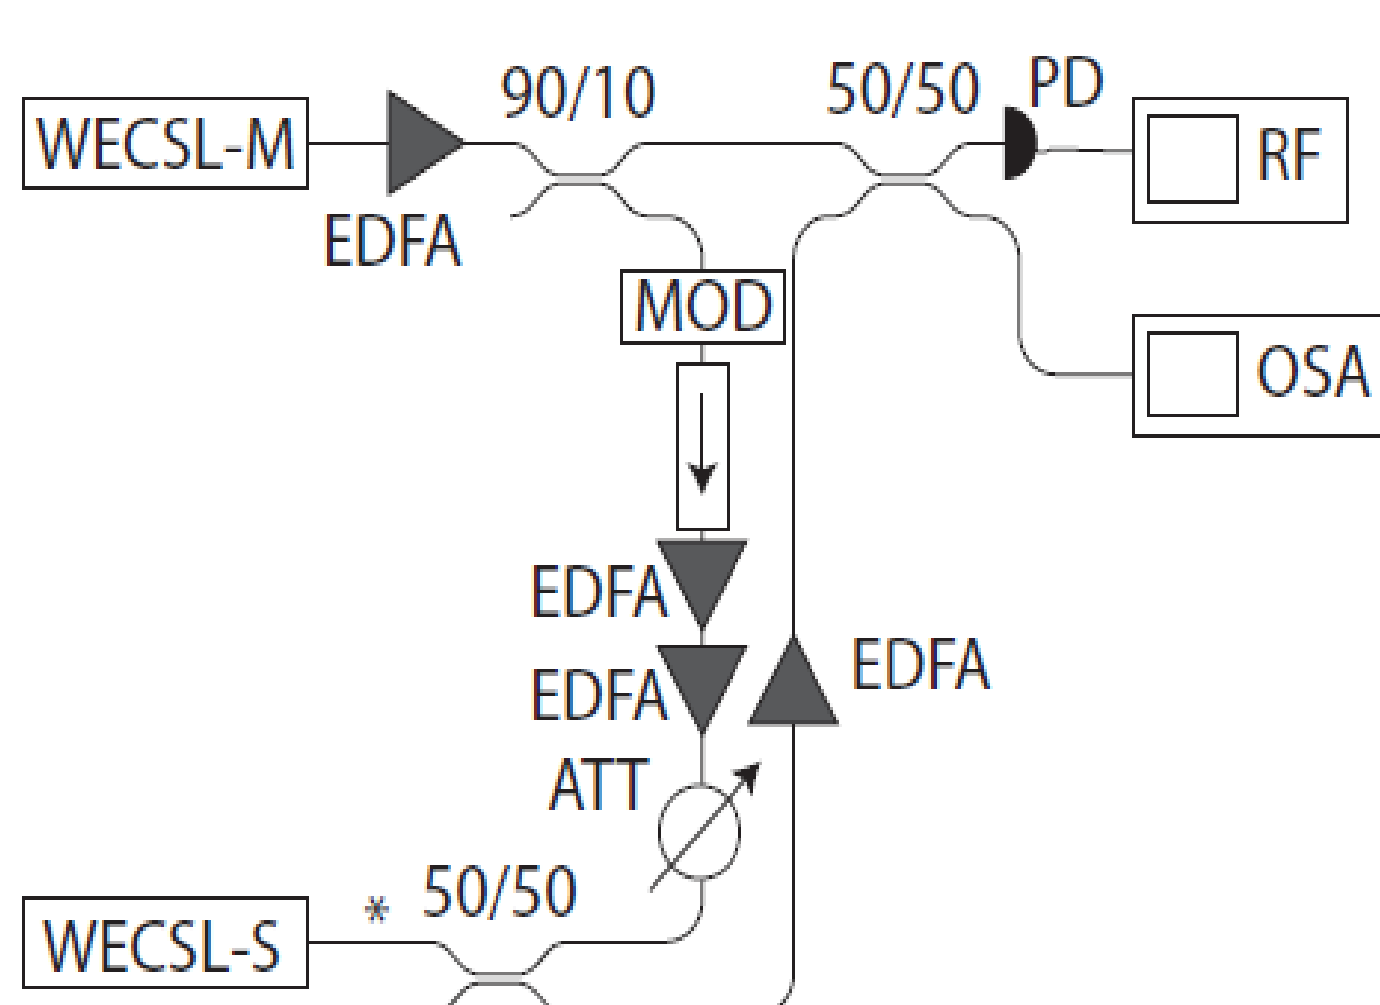 90/10
50/50
PD
WECSL-M
RF
EDFA
MOD
OSA
EDFA
EDFA
EDFA
ATT
50/50
*
WECSL-S